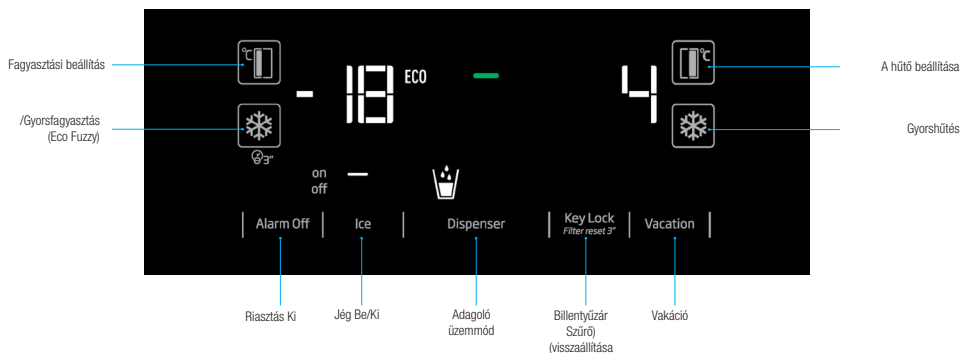 Fagyasztási beállítás
°C
- 18
ECO
4
°C
A hűtő beállítása
/Gyorsfagyasztás
(Eco Fuzzy)
Gyorshűtés
3"
on
off
Alarm Off
Ice
Dispenser
Key Lock
Filter reset 3"
Vacation
Riasztás Ki
Jég Be/Ki
Adagoló
üzemmód
Billentyűzár
Szűrő)
(visszaállítása
Vakáció